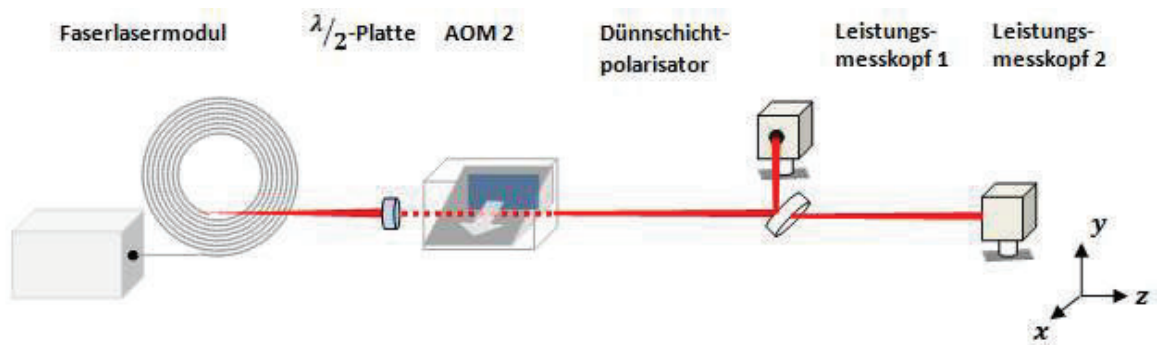 Faserlasermodul
λ/2-Platte
AOM 2
Dünnschicht-
polarisator
Leistungs-
messkopf 1
Leistungs-
messkopf 2
y
z
x